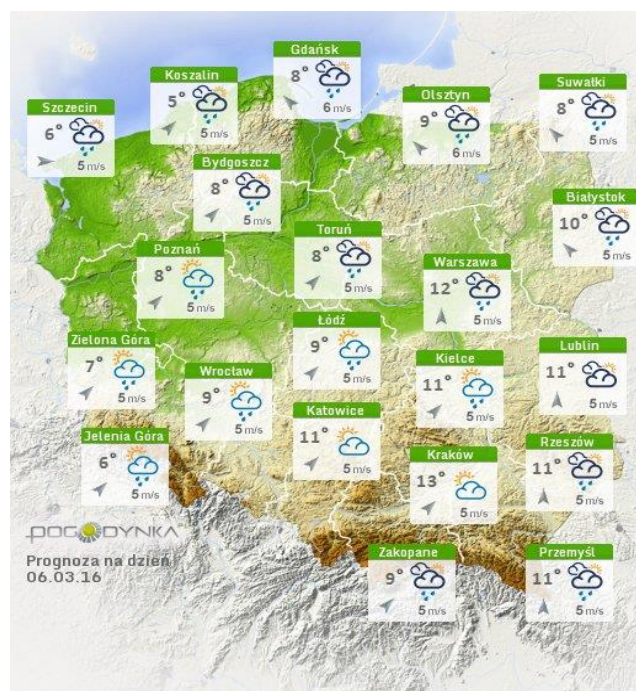 Gdańsk
8°
6 m/s
Koszalin
5°
5 m/s
Suwałki
8°
5 m/s
Olsztyn
9°
6 m/s
Szczecin
6°
5 m/s
Bydgoszcz
8°
5 m/s
Białystok
10°
5 m/s
Toruń
8°
5 m/s
Poznań
8°
5 m/s
Warszawa
12°
5 m/s
Łódź
9°
5 m/s
Zielona Góra
7°
5 m/s
Lublin
11°
5 m/s
Kielce
11°
5 m/s
Wrocław
9°
5 m/s
Katowice
11°
5 m/s
Jelenia Góra
6°
5 m/s
Rzeszów
11°
5 m/s
Kraków
13°
5 m/s
POGODYNKA
Prognoza na dzień
06.03.16
Zakopane
9°
5 m/s
Przemyśl
11°
5 m/s